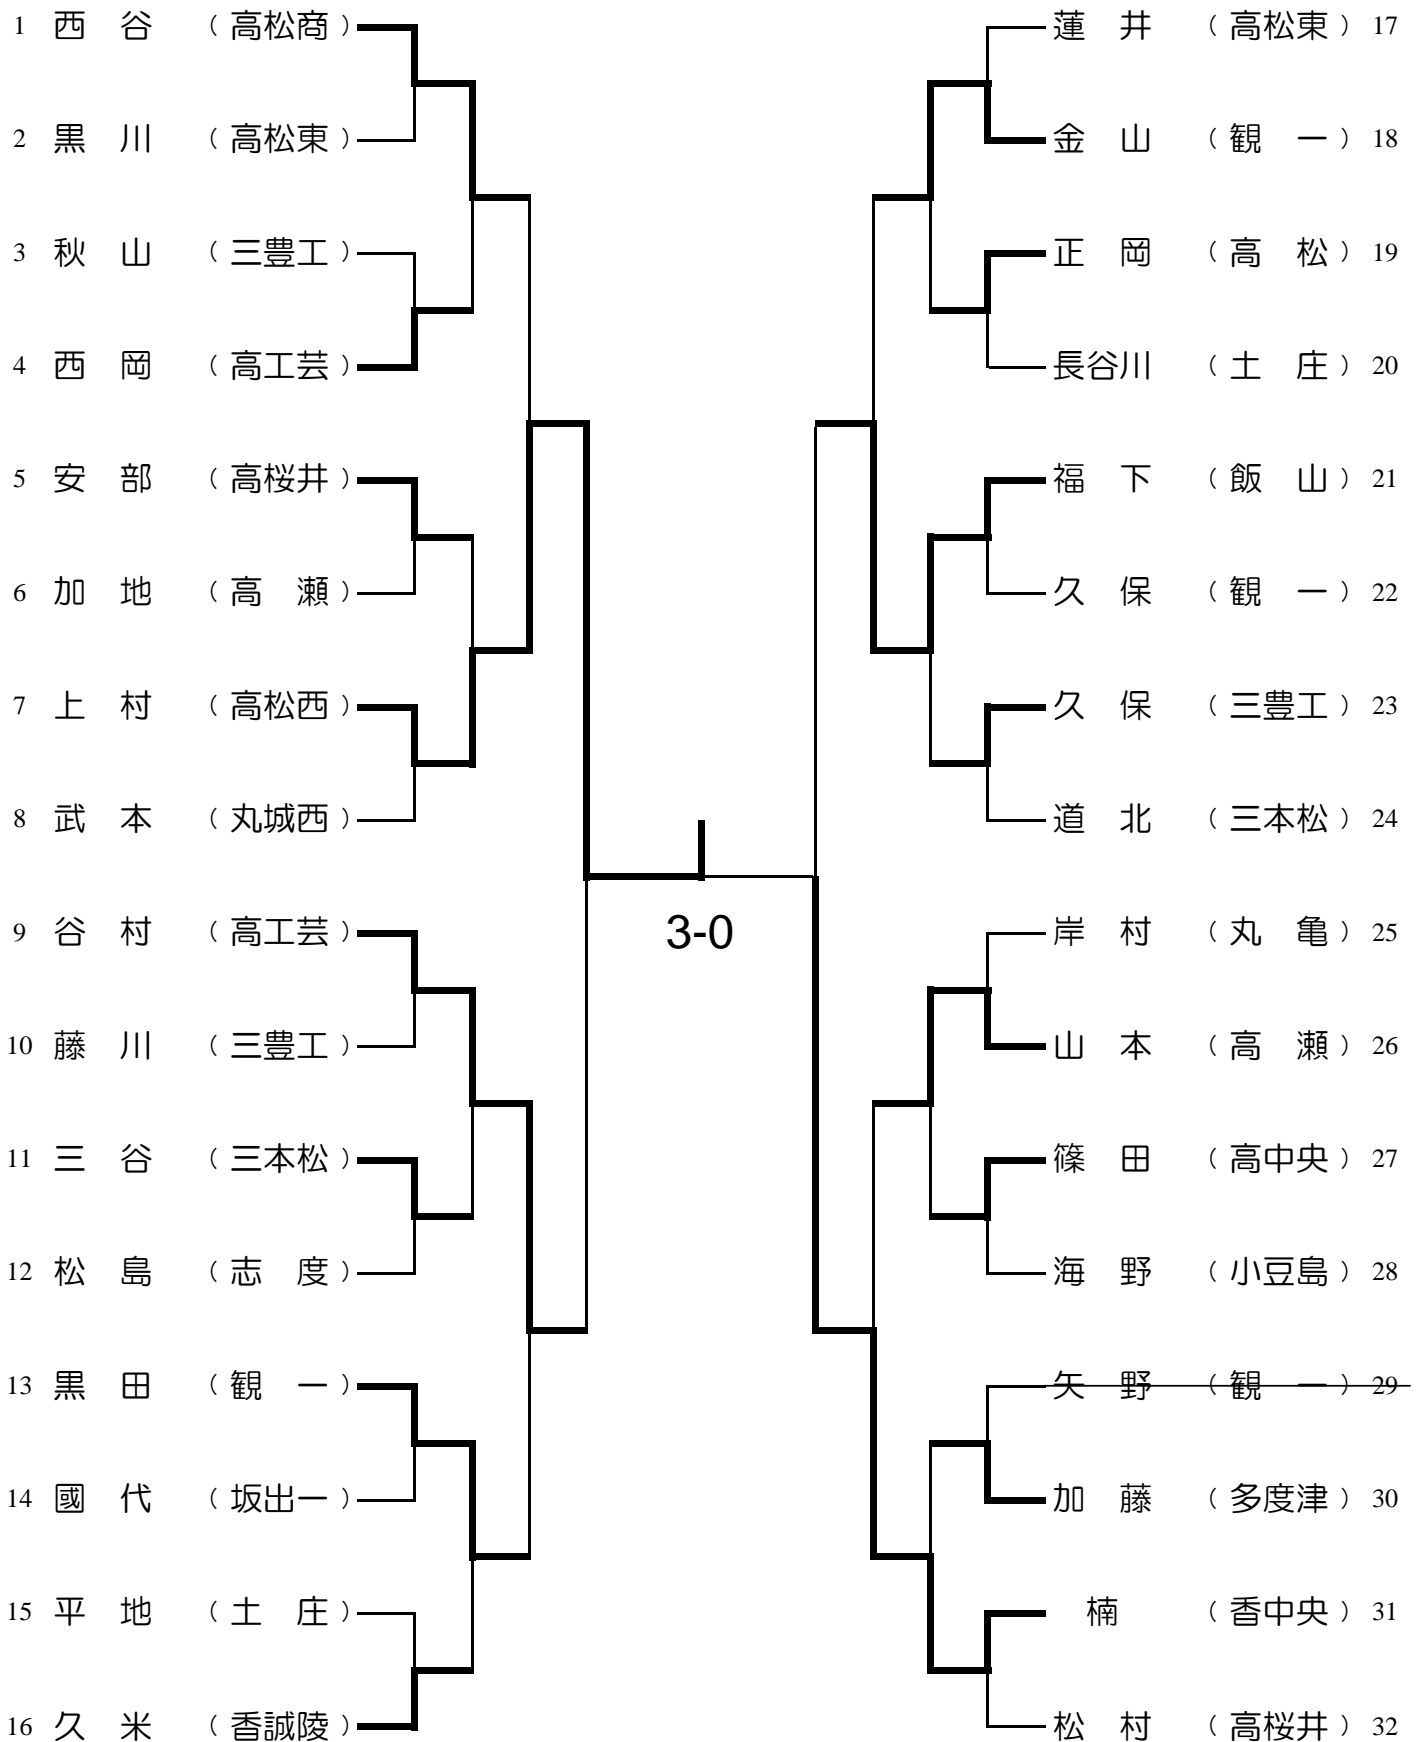 1 西 谷 （高松商）
2 黒 川 （高松東）
3 秋 山 （三豊工）
4 西 岡 （高工芸）
5 安 部 （高桜井）
6 加 地 （高 瀬）
7 上 村 （高松西）
8 武 本 （丸城西）
9 谷 村 （高工芸）
10 藤 川 （三豊工）
11 三 谷 （三本松）
12 松 島 （志 度）
13 黒 田 （観 一）
14 國 代 （坂出一）
15 平 地 （土 庄）
16 久 米 （香誠陵）
3-0
蓮 井 （高松東） 17
金 山 （観 一） 18
正 岡 （高 松） 19
長谷川 （土 庄） 20
福 下 （飯 山） 21
久 保 （観 一） 22
久 保 （三豊工） 23
道 北 （三本松） 24
岸 村 （丸 亀） 25
山 本 （高 瀬） 26
篠 田 （高中央） 27
海 野 （小豆島） 28
矢 野 （観 一） 29
加 藤 （多度津） 30
楠 （香中央） 31
松 村 （高桜井） 32